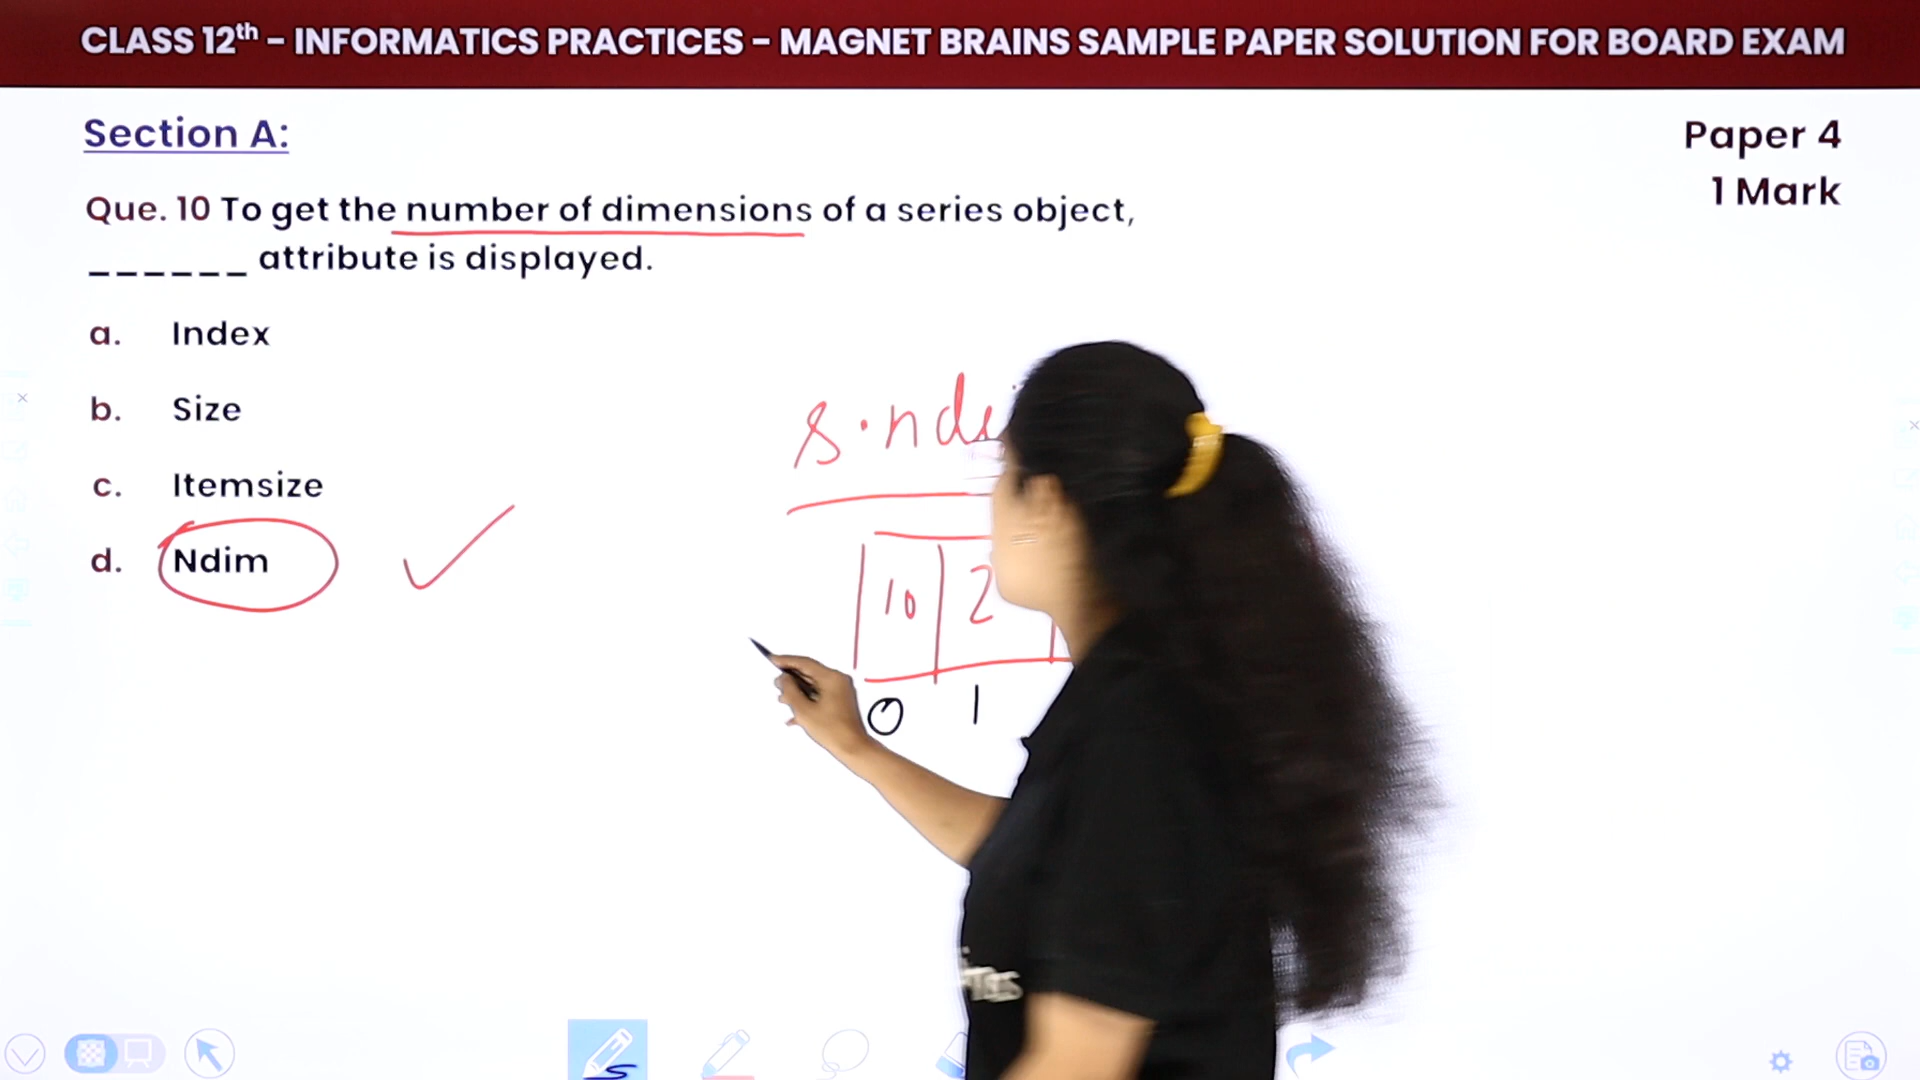 CLASS 12th - INFORMATICS PRACTICES - MAGNET BRAINS SAMPLE PAPER SOLUTION FOR BOARD EXAM
Section A:
Paper 4
1 Mark
Que. 10 To get the number of dimensions of a series object,
______ attribute is displayed.
a. Index
b. Size
c. Itemsize
d. Ndim
s.ndi
10 2
0 1